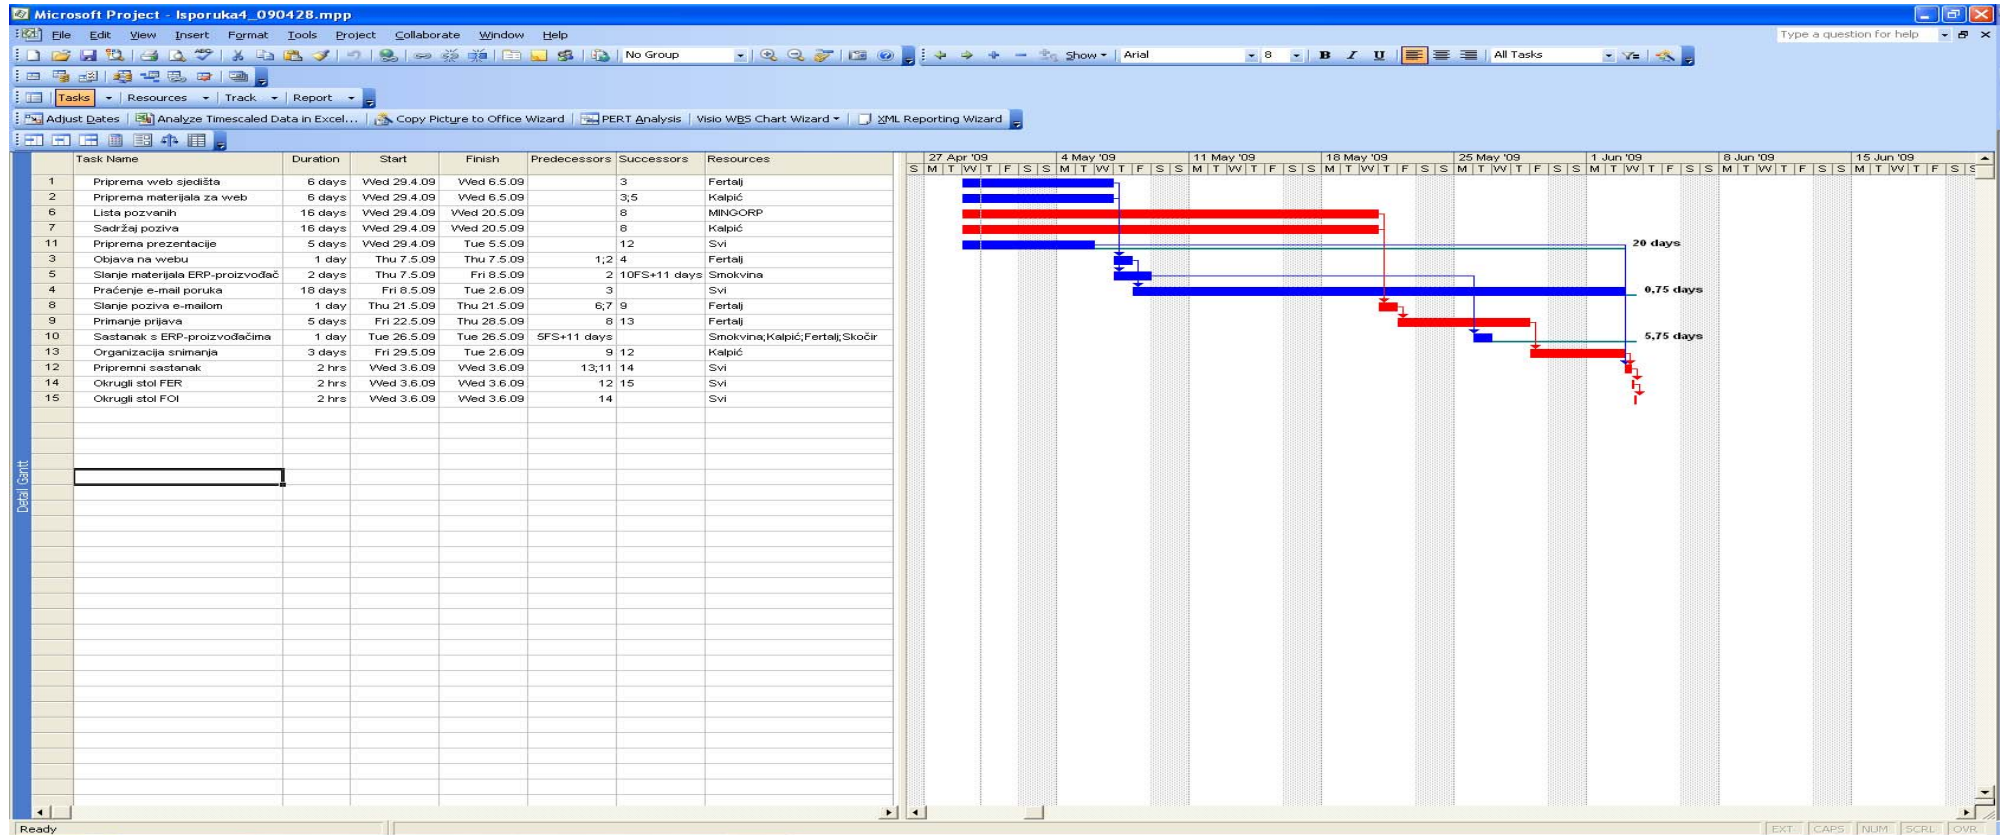 Microsoft Project - Isporuka4_090428.mpp
File Edit View Insert Format Tools Project Collaborate Window Help Type a question for help
No Group Show Arial 8 B I U All Tasks
Tasks Resources Track Report
Adjust Dates Analyze Timescaled Data in Excel... Copy Picture to Office Wizard PERT Analysis Visio WBS Chart Wizard XML Reporting Wizard
Task Name Duration Start Finish Predecessors Successors Resources 27 Apr '09 4 May '09 11 May '09 18 May '09 25 May '09 1 Jun '09 8 Jun '09 15 Jun '09
S M T W T F S S M T W T F S S M T W T F S S M T W T F S S M T W T F S S M T W T F S S M T W T F S S M T W T F S S
1 Priprema web sjedišta 6 days Wed 29.4.09 Wed 6.5.09 3 Fertalj
2 Priprema materijala za web 6 days Wed 29.4.09 Wed 6.5.09 3;5 Kalpić
6 Lista pozvanih 16 days Wed 29.4.09 Wed 20.5.09 8 MINGORP
7 Sadržaj poziva 16 days Wed 29.4.09 Wed 20.5.09 8 Kalpić
11 Priprema prezentacije 5 days Wed 29.4.09 Tue 5.5.09 12 Svi 20 days
3 Objava na webu 1 day Thu 7.5.09 Thu 7.5.09 1;2 4 Fertalj
5 Slanje materijala ERP-proizvođač 2 days Thu 7.5.09 Fri 8.5.09 2 10FS+11 days Smokvina
4 Praćenje e-mail poruka 18 days Fri 8.5.09 Tue 2.6.09 3 Svi 0,75 days
8 Slanje poziva e-mailom 1 day Thu 21.5.09 Thu 21.5.09 6;7 9 Fertalj
9 Primanje prijava 5 days Fri 22.5.09 Thu 28.5.09 8 13 Fertalj
10 Sastanak s ERP-proizvođačima 1 day Tue 26.5.09 Tue 26.5.09 5FS+11 days Smokvina;Kalpić;Fertalj;Skočir 5,75 days
13 Organizacija snimanja 3 days Fri 29.5.09 Tue 2.6.09 9 12 Kalpić
12 Pripremni sastanak 2 hrs Wed 3.6.09 Wed 3.6.09 13;11 14 Svi
14 Okrugli stol FER 2 hrs Wed 3.6.09 Wed 3.6.09 12 15 Svi
15 Okrugli stol FOI 2 hrs Wed 3.6.09 Wed 3.6.09 14 Svi
Detail Gantt
Ready EXT CAPS NUM SCRL OVR